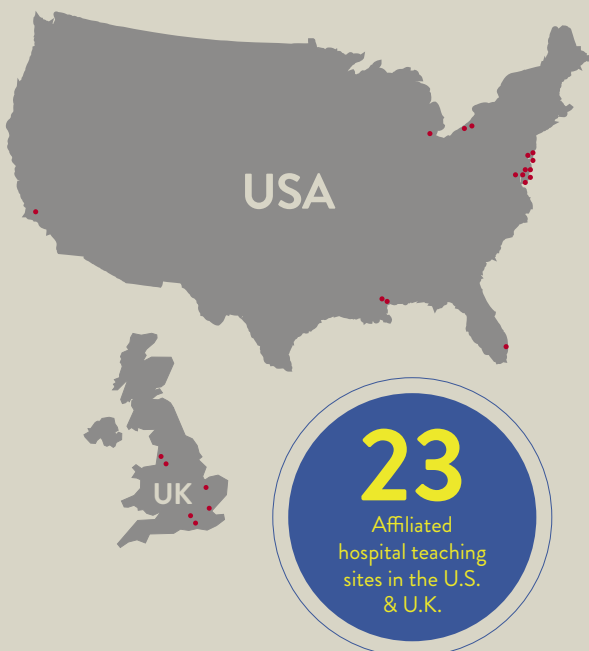 USA
UK
23
Affiliated
hospital teaching
sites in the U.S.
& U.K.